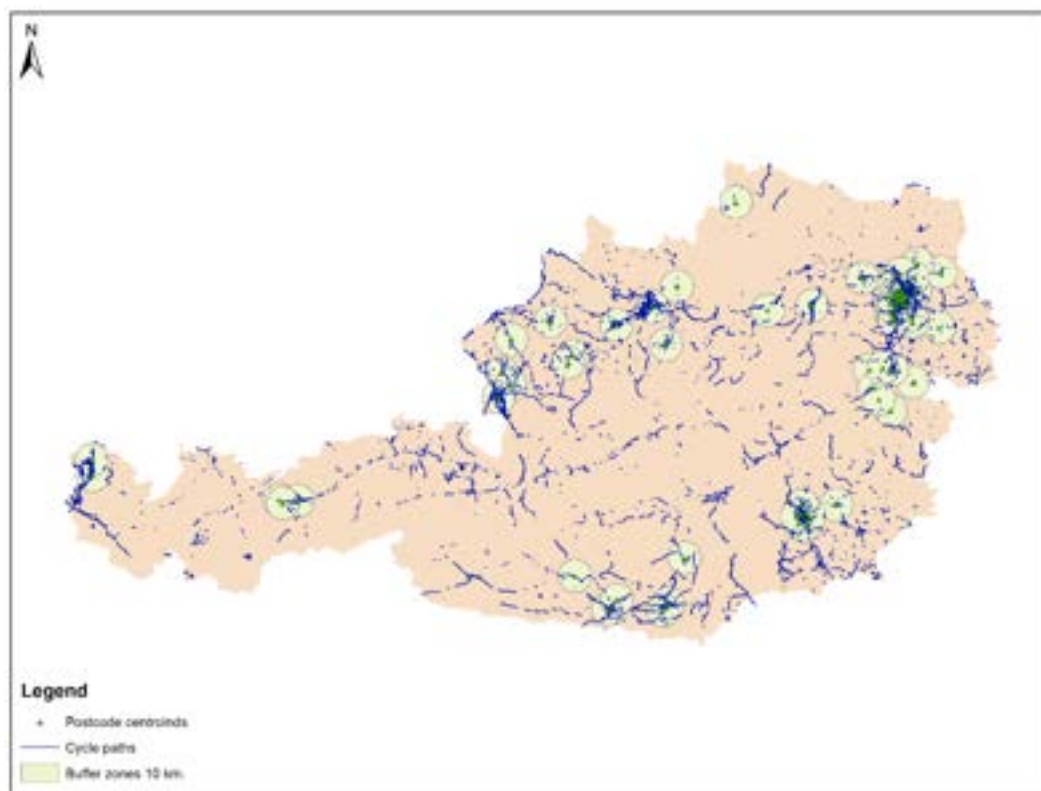 N
Legend
Postcode centroinds
Cycle paths
Buffer zones 10 km.